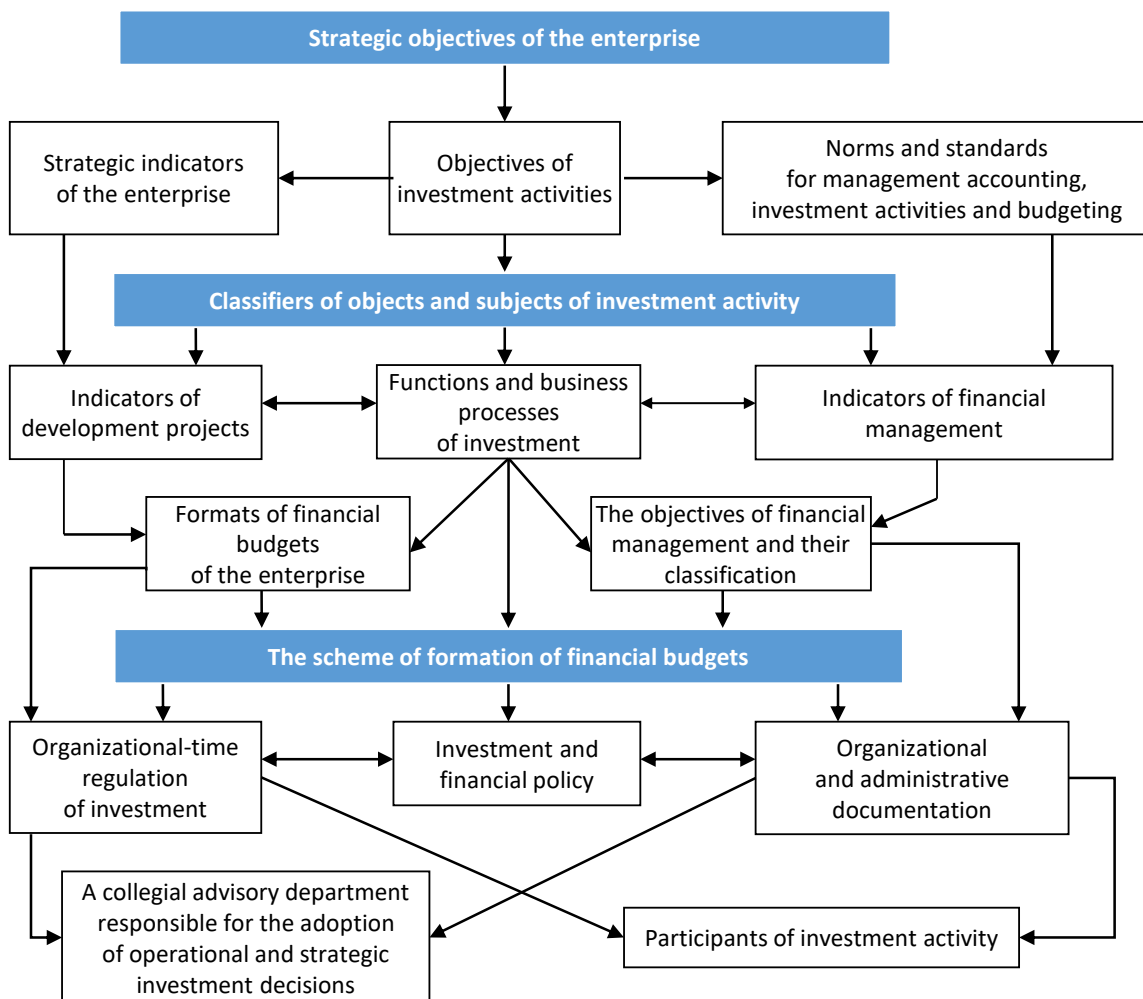 Strategic objectives of the enterprise
Strategic indicators
of the enterprise
Objectives of
investment activities
Norms and standards
for management accounting,
investment activities and budgeting
Classifiers of objects and subjects of investment activity
Indicators of
development projects
Functions and business
processes
of investment
Indicators of financial
management
Formats of financial
budgets
of the enterprise
The objectives of financial
management and their
classification
The scheme of formation of financial budgets
Organizational-time
regulation
of investment
Investment and
financial policy
Organizational
and administrative
documentation
A collegial advisory department
responsible for the adoption
of operational and strategic
investment decisions
Participants of investment activity